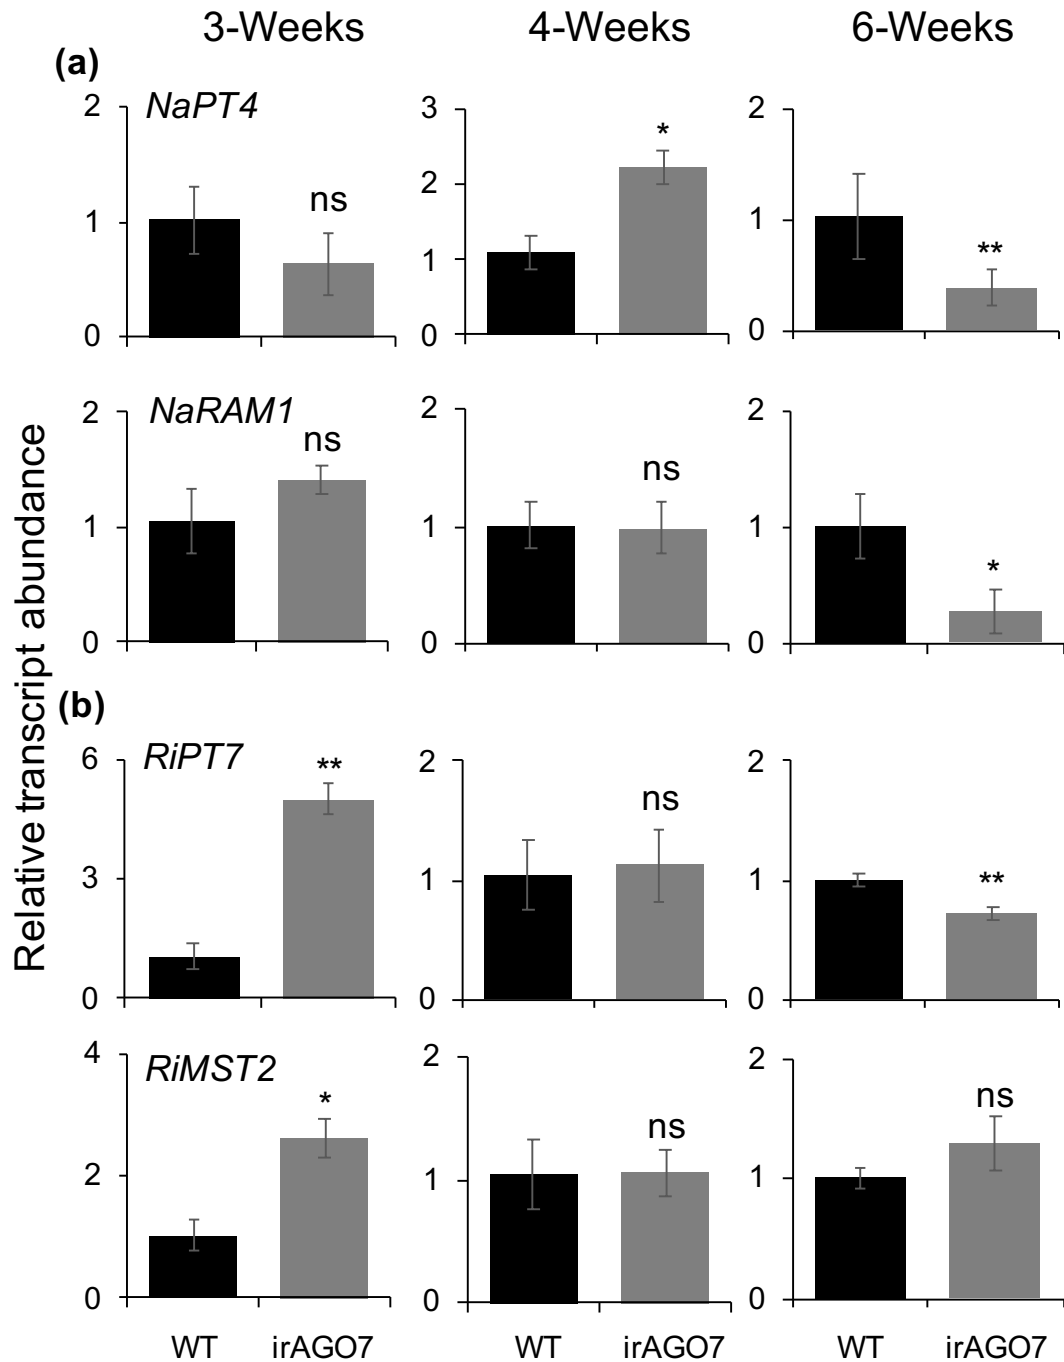 3-Weeks 4-Weeks 6-Weeks
(a)
Relative transcript abundance
NaPT4
2
1
0
ns
3
2
1
0
*
2
1
0
**
NaRAM1
2
1
0
ns
2
1
0
ns
2
1
0
*
(b)
RiPT7
6
3
0
**
2
1
0
ns
2
1
0
**
RiMST2
4
2
0
*
2
1
0
ns
2
1
0
ns
WT irAGO7 WT irAGO7 WT irAGO7